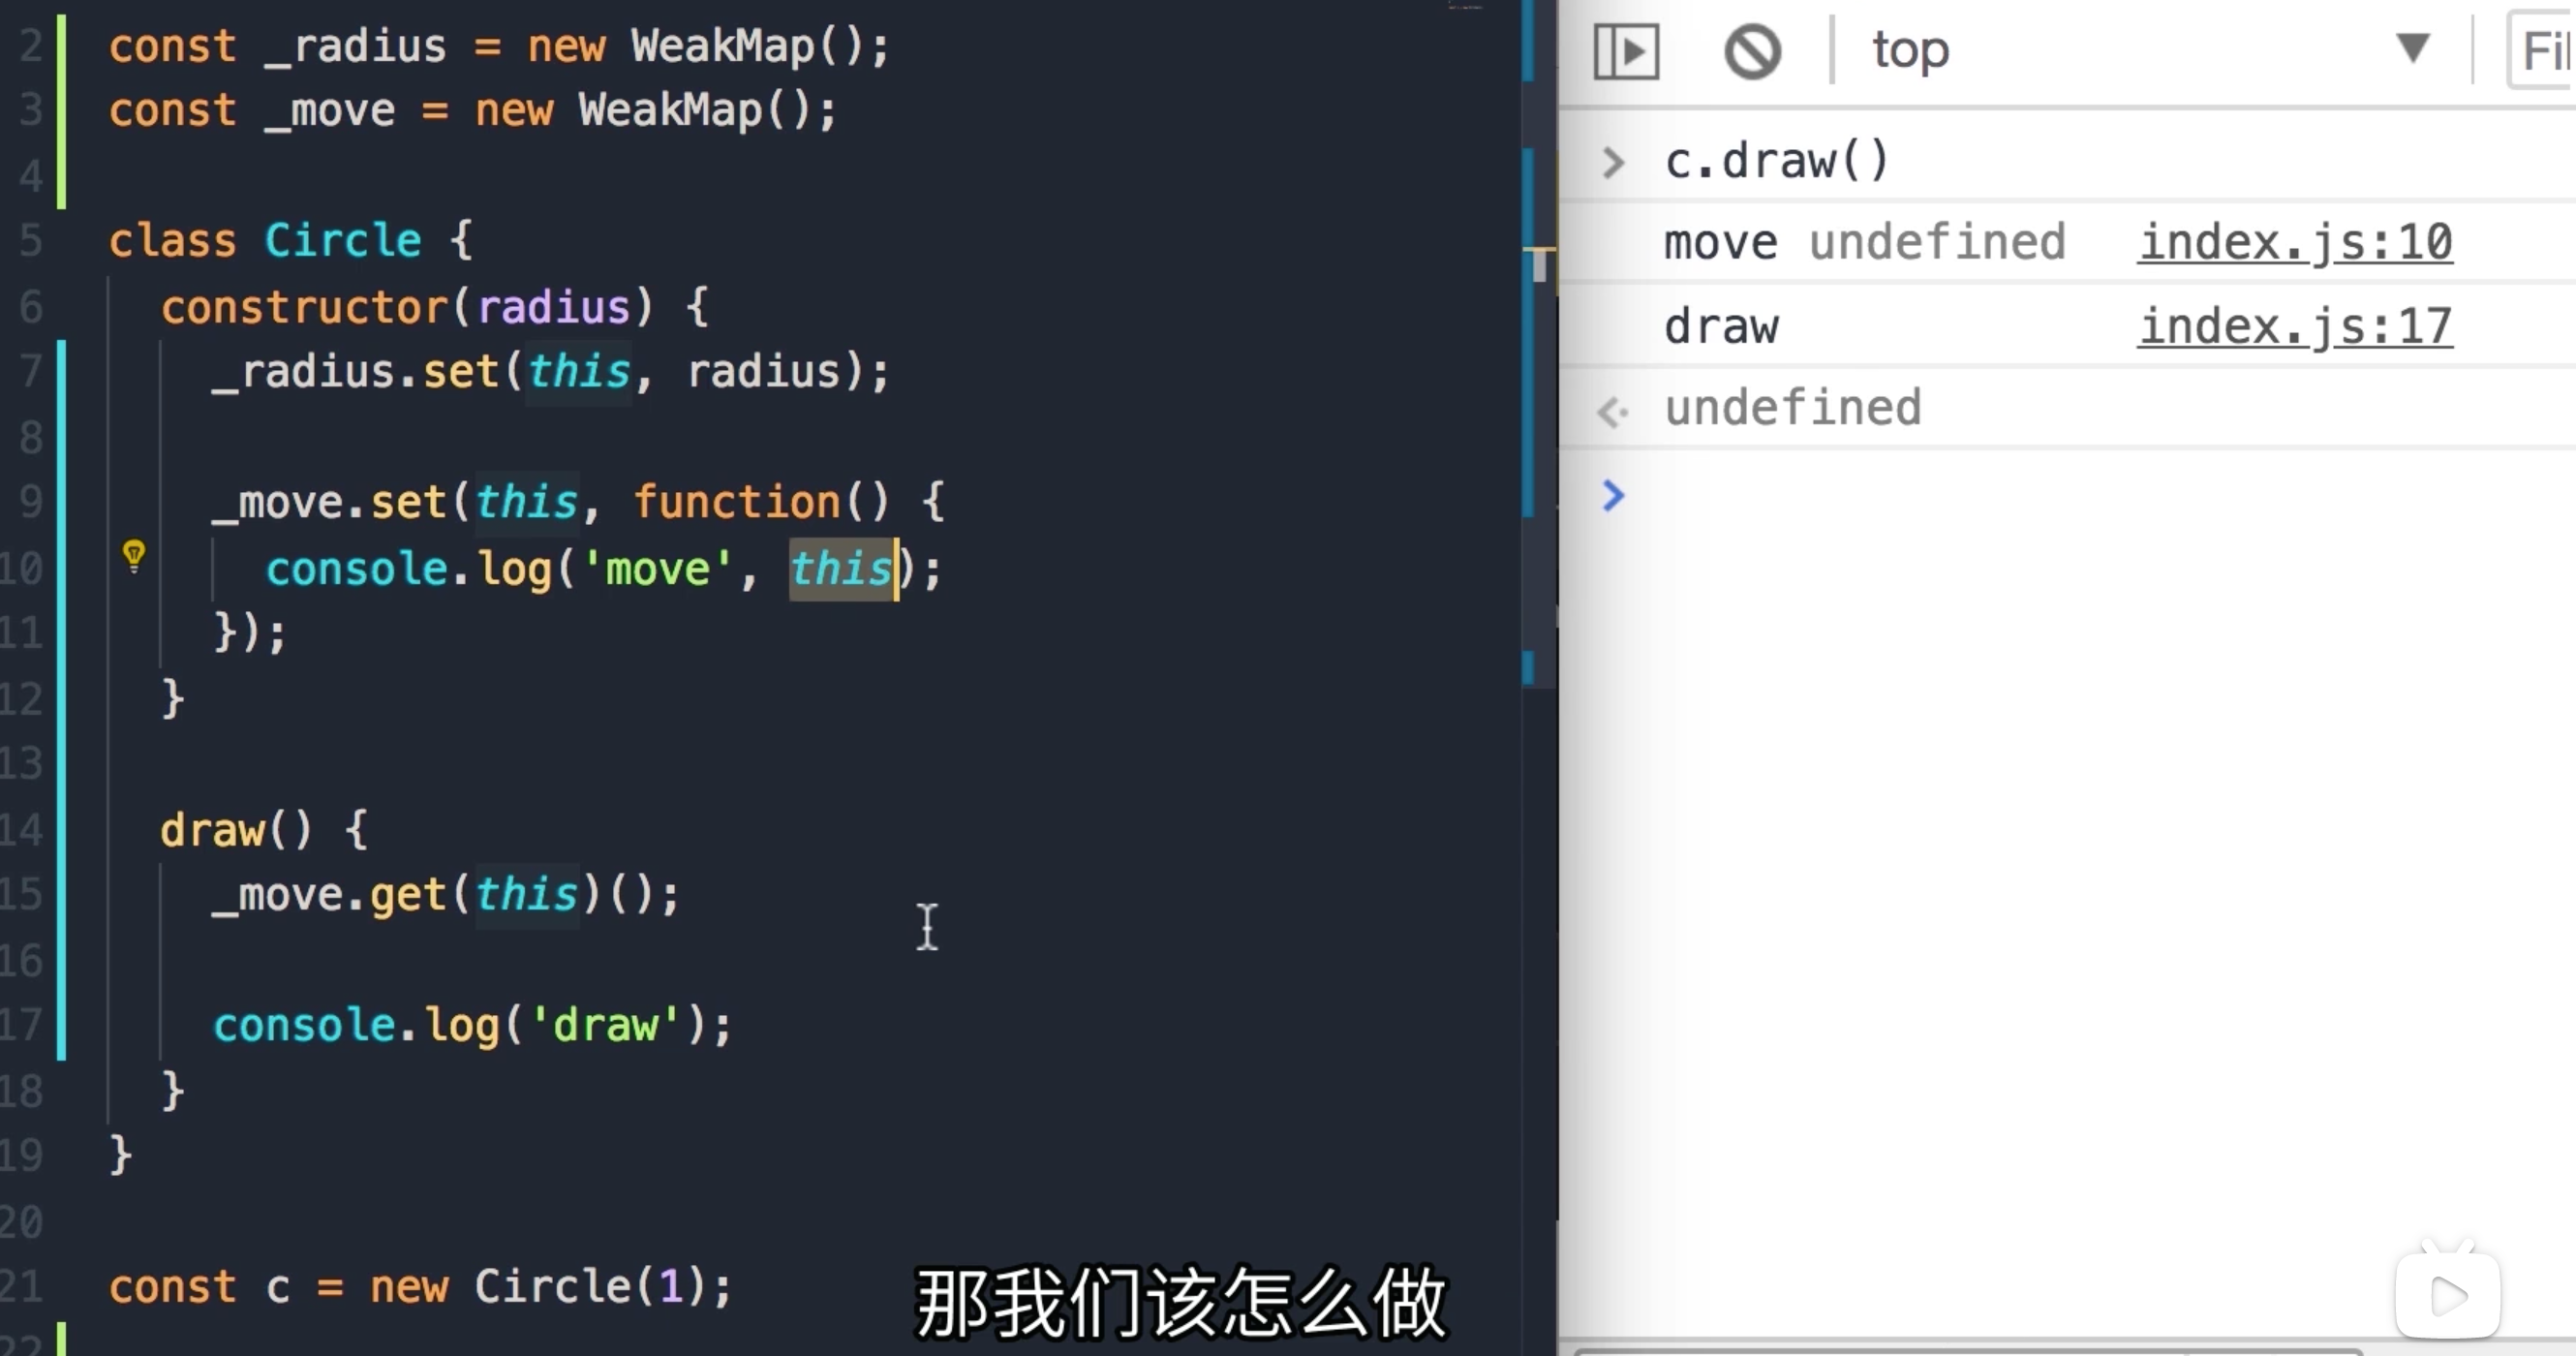 2 const _radius = new WeakMap();
3 const _move = new WeakMap();
4
5 class Circle {
6 constructor(radius) {
7 _radius.set(this, radius);
8
9 _move.set(this, function() {
10 console.log('move', this);
11 });
12 }
13
14 draw() {
15 _move.get(this)();
16
17 console.log('draw');
18 }
19 }
20
21 const c = new Circle(1);
22
那我们该怎么做
top
Fil
> c.draw()
move undefined index.js:10
draw index.js:17
undefined
>